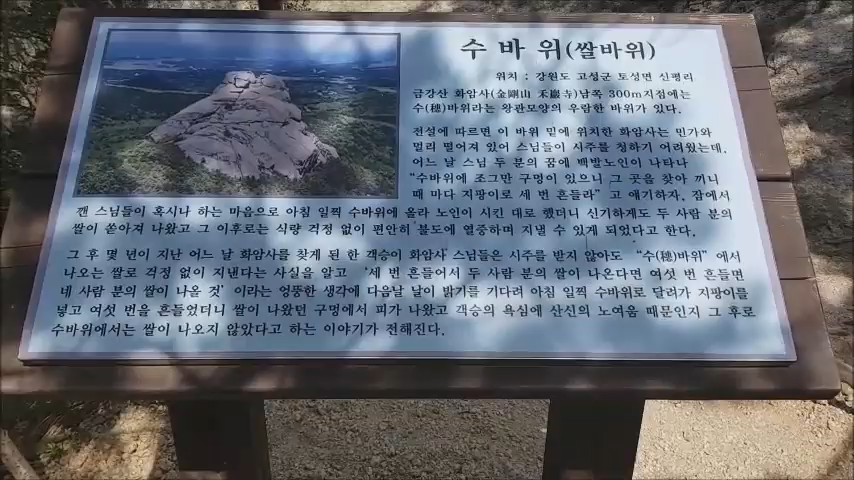 수 바 위(쌀바위)
위치 : 강원도 고성군 토성면 신평리
금강산 화암사(金剛山 禾巖寺)남쪽 300m지점에는
수(穗)바위라는 왕관모양의 우람한 바위가 있다.
전설에 따르면 이 바위 밑에 위치한 화암사는 민가와
멀리 떨어져 있어 스님들이 시주를 청하기 어려웠는데,
어느 날 스님 두 분의 꿈에 백발노인이 나타나
"수바위에 조그만 구멍이 있으니 그 곳을 찾아 끼니
때 마다 지팡이로 세 번 흔들라" 고 얘기하자, 잠에서
깬 스님들이 혹시나 하는 마음으로 아침 일찍 수바위에 올라 노인이 시킨 대로 했더니 신기하게도 두 사람 분의
쌀이 쏟아져 나왔고 그 이후로는 식량 걱정 없이 편안히 불도에 열중하며 지낼 수 있게 되었다고 한다.
그 후 몇 년이 지난 어느 날 화암사를 찾게 된 한 객승이 화암사 스님들은 시주를 받지 않아도 "수(穗)바위" 에서
나오는 쌀로 걱정 없이 지낸다는 사실을 알고 '세 번 흔들어서 두 사람 분의 쌀이 나온다면 여섯 번 흔들면
네 사람 분의 쌀이 나올 것' 이라는 엉뚱한 생각에 다음날 날이 밝기를 기다려 아침 일찍 수바위로 달려가 지팡이를
넣고 여섯 번을 흔들었더니 쌀이 나왔던 구멍에서 피가 나왔고 객승의 욕심에 산신의 노여움 때문인지 그 후로
수바위에서는 쌀이 나오지 않았다고 하는 이야기가 전해진다.